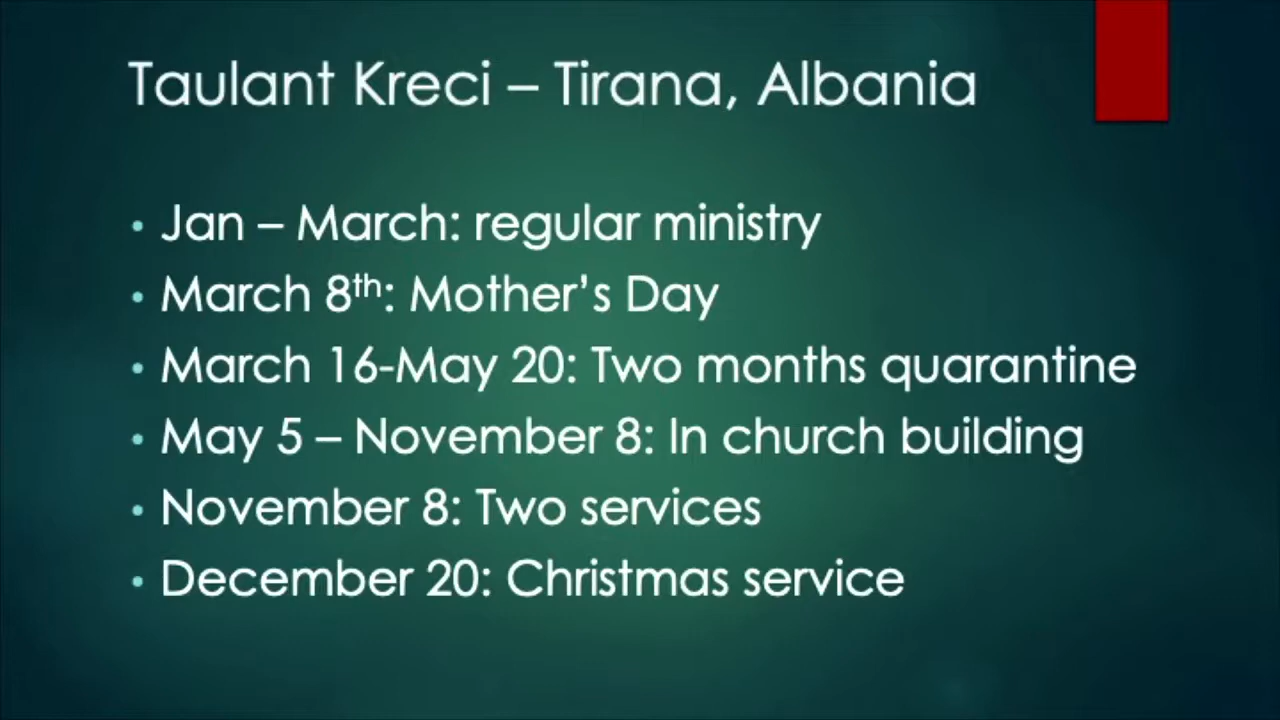 Taulant Kreci – Tirana, Albania
• Jan – March: regular ministry
• March 8th: Mother’s Day
• March 16-May 20: Two months quarantine
• May 5 – November 8: In church building
• November 8: Two services
• December 20: Christmas service